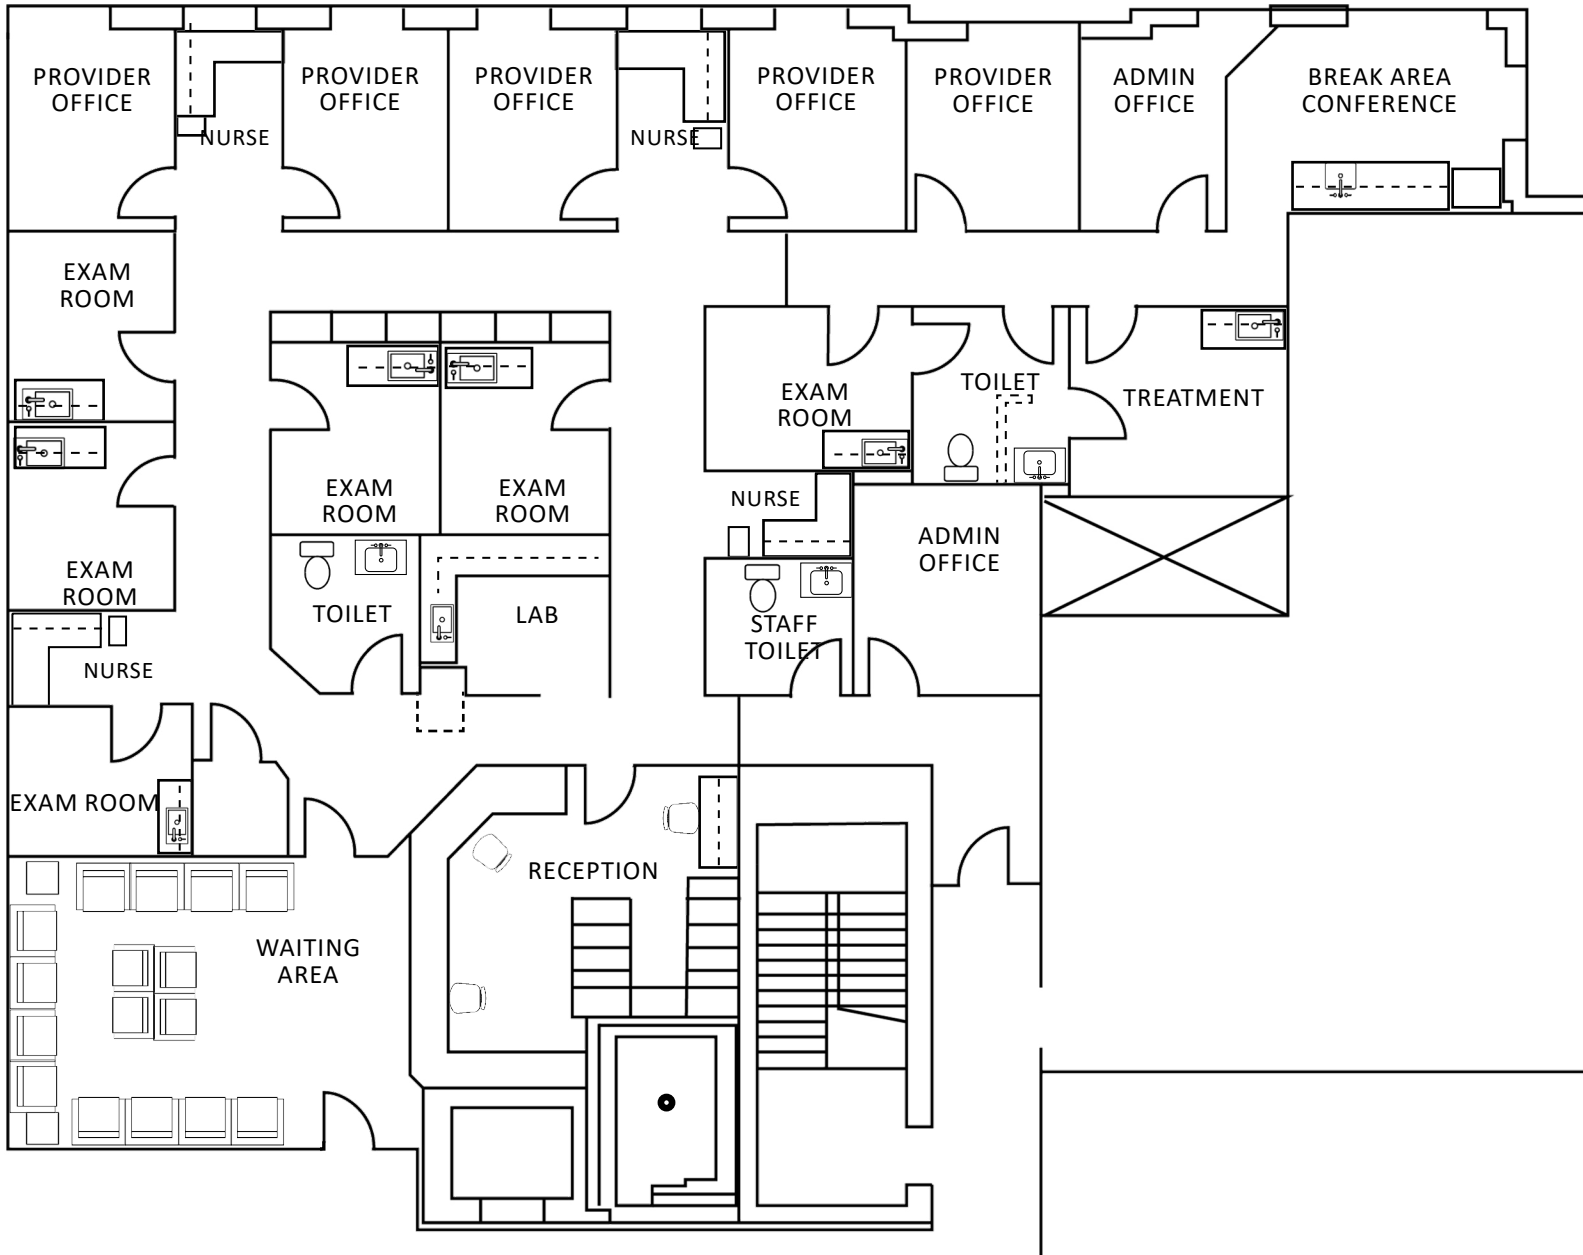 PROVIDER
OFFICE
NURSE
PROVIDER
OFFICE
PROVIDER
OFFICE
NURSE
PROVIDER
OFFICE
PROVIDER
OFFICE
ADMIN
OFFICE
BREAK AREA
CONFERENCE
EXAM
ROOM
EXAM
ROOM
TOILET
TREATMENT
EXAM
ROOM
EXAM
ROOM
NURSE
ADMIN
OFFICE
EXAM
ROOM
TOILET
LAB
STAFF
TOILET
NURSE
EXAM ROOM
RECEPTION
WAITING
AREA